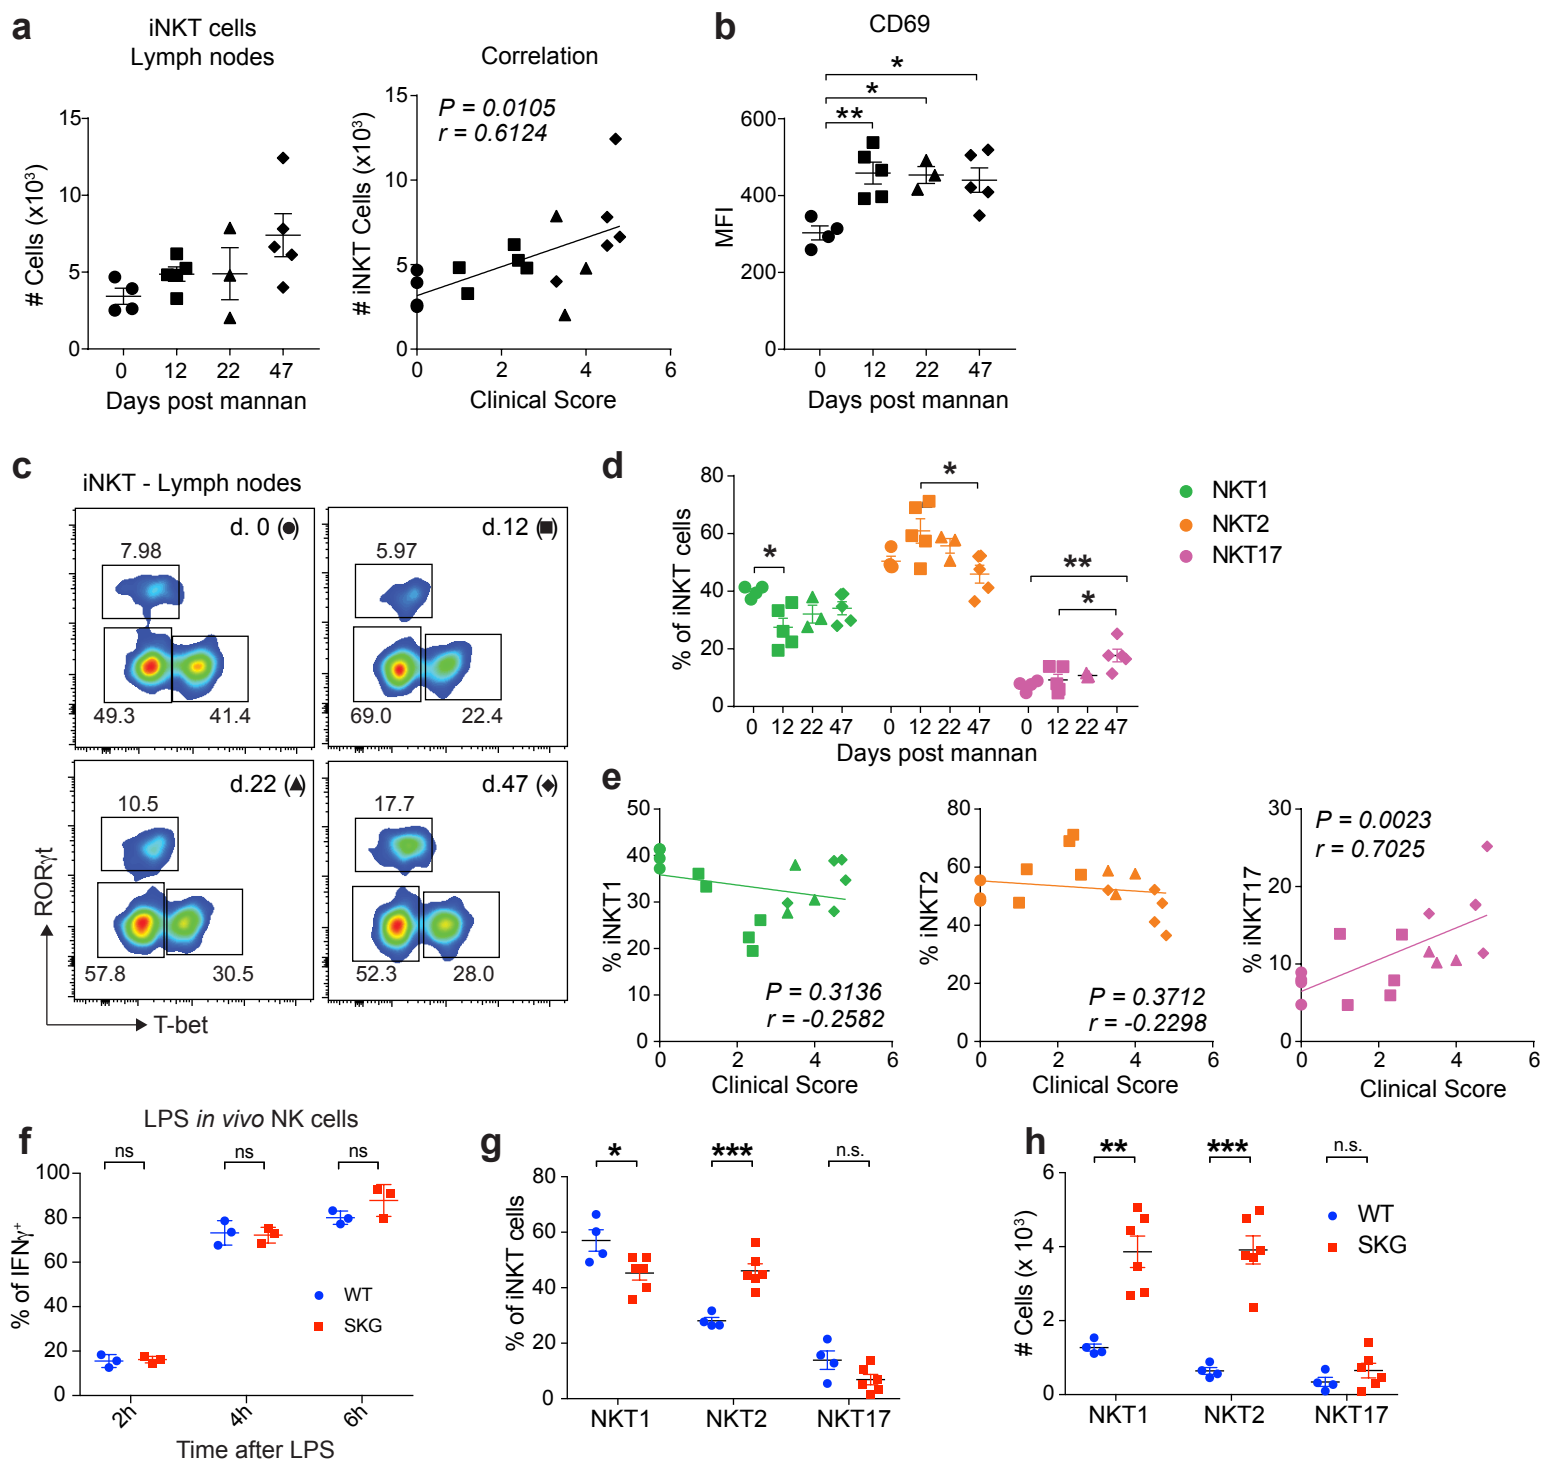 a
iNKT cells
Lymph nodes
# Cells (x10³)
15
10
5
0
0 12 22 47
Days post mannan
Correlation
P = 0.0105
r = 0.6124
# iNKT Cells (x10³)
15
10
5
0
0 2 4 6
Clinical Score
b
CD69
*
*
**
MFI
600
400
200
0
0 12 22 47
Days post mannan
c
iNKT - Lymph nodes
d. 0 (●)
7.98
49.3 41.4
d.12 (■)
5.97
69.0 22.4
d.22 (▲)
10.5
57.8 30.5
d.47 (◆)
17.7
52.3 28.0
RORγt
T-bet
d
% of iNKT cells
80
60
40
20
0
*
*
**
*
0 12 22 47 0 12 22 47 0 12 22 47
Days post mannan
NKT1
NKT2
NKT17
e
% iNKT1
50
40
30
20
10
0
P = 0.3136
r = -0.2582
0 2 4 6
Clinical Score
% iNKT2
80
60
40
20
0
P = 0.3712
r = -0.2298
0 2 4 6
Clinical Score
% iNKT17
30
20
10
0
P = 0.0023
r = 0.7025
0 2 4 6
Clinical Score
f
LPS in vivo NK cells
ns ns ns
% of IFNγ⁺
100
80
60
40
20
0
WT
SKG
2h 4h 6h
Time after LPS
g
* *** n.s.
% of iNKT cells
80
60
40
20
0
NKT1 NKT2 NKT17
h
** *** n.s.
# Cells (x 10³)
6
4
2
0
WT
SKG
NKT1 NKT2 NKT17